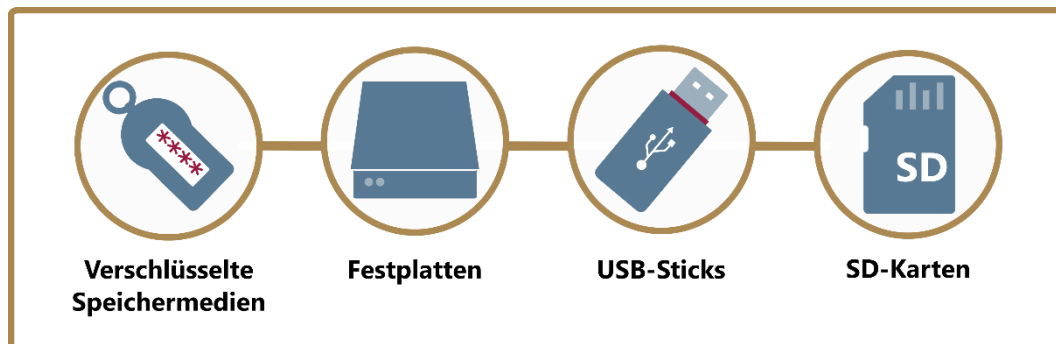 ****
SD
Verschlüsselte
Speichermedien
Festplatten
USB-Sticks
SD-Karten